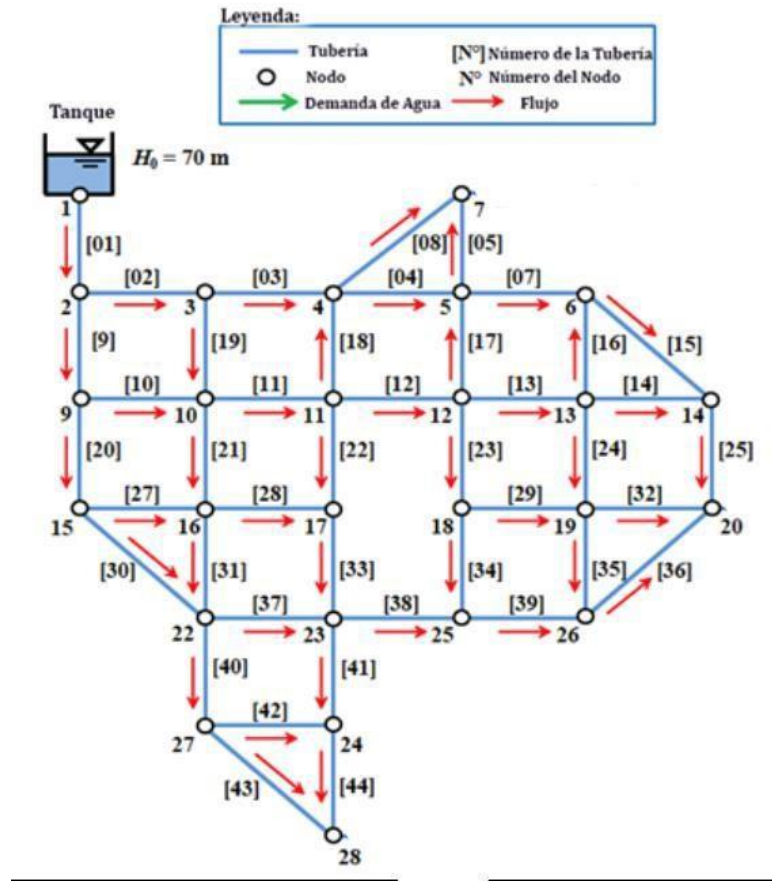 Leyenda:
Tubería [N°] Número de la Tubería
Nodo N° Número del Nodo
Demanda de Agua Flujo
Tanque
H₀ = 70 m
1 7
[01] [08] [05]
[02] [03] [04] [07]
2 3 4 5 6
[9] [19] [18] [17] [16] [15]
[10] [11] [12] [13] [14]
9 10 11 12 13 14
[20] [21] [22] [23] [24] [25]
[27] [28] [29] [32]
15 16 17 18 19 20
[30] [31] [33] [34] [35] [36]
[37] [38] [39]
22 23 25 26
[40] [41]
[42]
27 24
[43] [44]
28